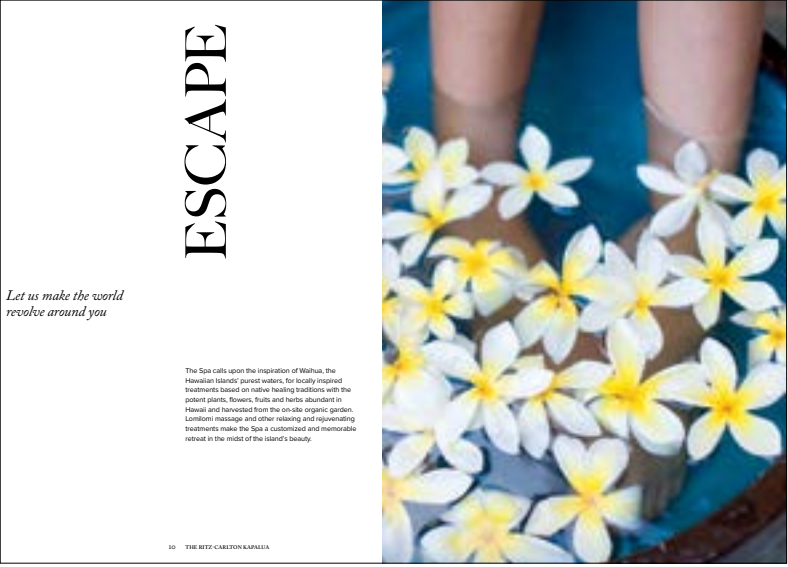 ESCAPE
Let us make the world
revolve around you
The Spa calls upon the inspiration of Waihua, the
Hawaiian Islands' purest waters, for locally inspired
treatments based on native healing traditions with the
potent plants, flowers, fruits and herbs abundant in
Hawaii and harvested from the on-site organic garden.
Lomilomi massage and other relaxing and rejuvenating
treatments make the Spa a customized and memorable
retreat in the midst of the island's beauty.
10 THE RITZ-CARLTON KAPALUA